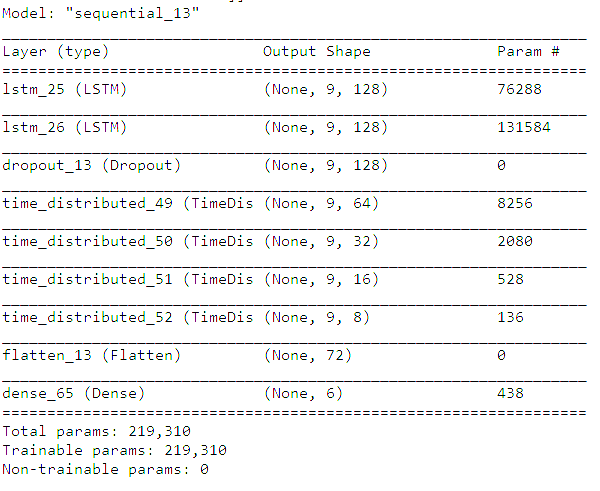 Model: "sequential_13"
_________________________________________________________________
Layer (type)                 Output Shape              Param #
=================================================================
lstm_25 (LSTM)               (None, 9, 128)            76288
_________________________________________________________________
lstm_26 (LSTM)               (None, 9, 128)            131584
_________________________________________________________________
dropout_13 (Dropout)         (None, 9, 128)            0
_________________________________________________________________
time_distributed_49 (TimeDis (None, 9, 64)             8256
_________________________________________________________________
time_distributed_50 (TimeDis (None, 9, 32)             2080
_________________________________________________________________
time_distributed_51 (TimeDis (None, 9, 16)             528
_________________________________________________________________
time_distributed_52 (TimeDis (None, 9, 8)              136
_________________________________________________________________
flatten_13 (Flatten)         (None, 72)                0
_________________________________________________________________
dense_65 (Dense)             (None, 6)                 438
=================================================================
Total params: 219,310
Trainable params: 219,310
Non-trainable params: 0